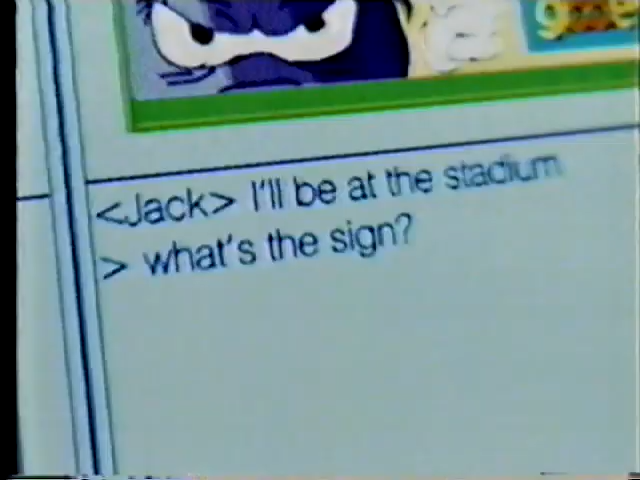 <Jack> I'll be at the stadium
> what's the sign?